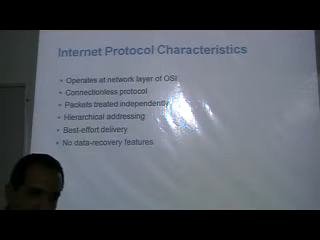 Internet Protocol Characteristics
• Operates at network layer of OSI
• Connectionless protocol
• Packets treated independently
• Hierarchical addressing
• Best-effort delivery
• No data-recovery features